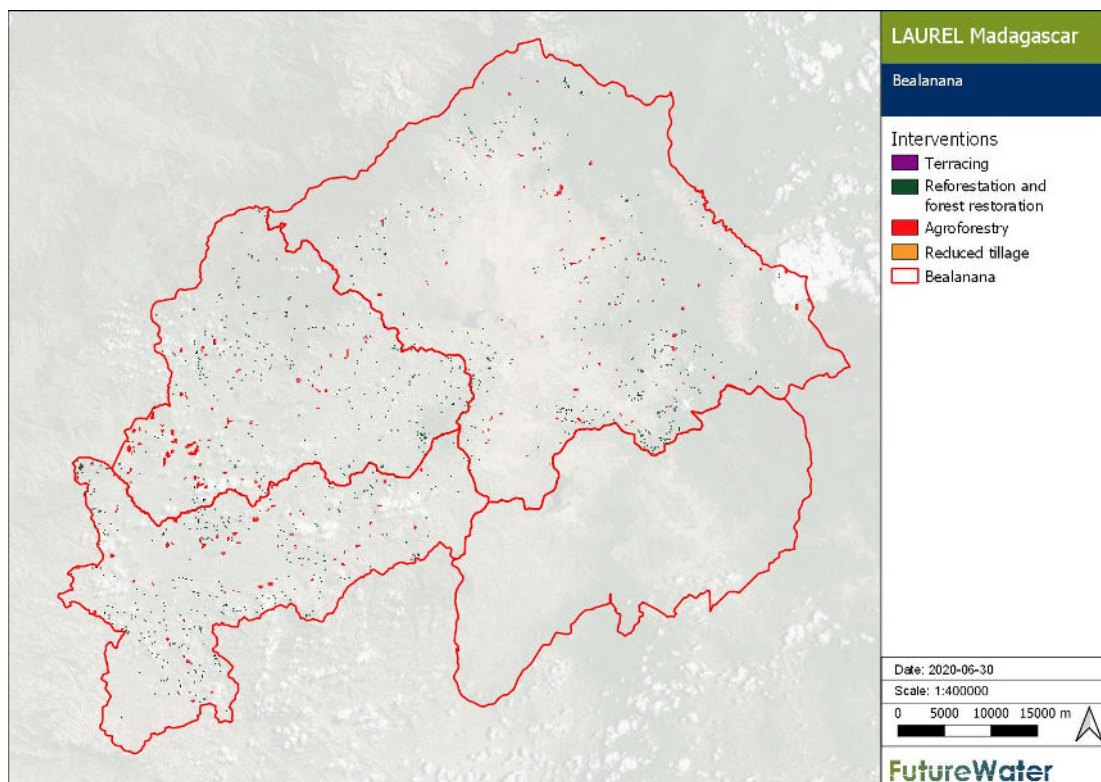 LAUREL Madagascar
Bealanana
Interventions
Terracing
Reforestation and
forest restoration
Agroforestry
Reduced tillage
Bealanana
Date: 2020-06-30
Scale: 1:400000
0 5000 10000 15000 m
FutureWater